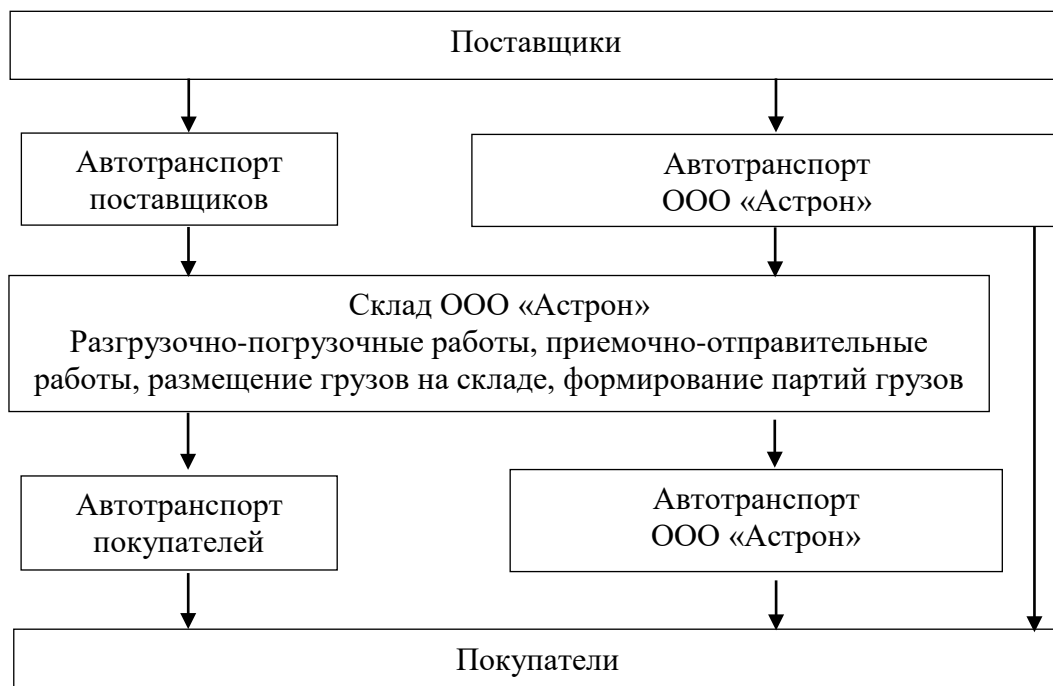 Поставщики
Автотранспорт
поставщиков
Автотранспорт
ООО «Астрон»
Склад ООО «Астрон»
Разгрузочно-погрузочные работы, приемочно-отправительные
работы, размещение грузов на складе, формирование партий грузов
Автотранспорт
покупателей
Автотранспорт
ООО «Астрон»
Покупатели